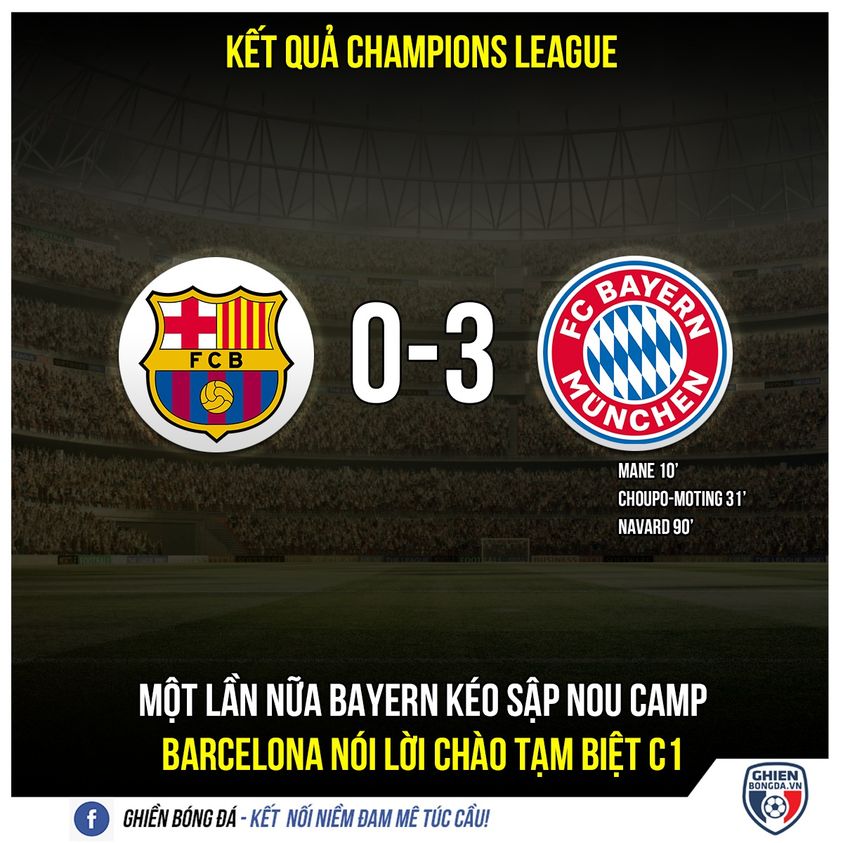 KẾT QUẢ CHAMPIONS LEAGUE
FCB
0-3
FC BAYERN
MÜNCHEN
MANE 10'
CHOUPO-MOTING 31'
NAVARD 90'
MỘT LẦN NỮA BAYERN KÉO SẬP NOU CAMP
BARCELONA NÓI LỜI CHÀO TẠM BIỆT C1
f GHIỀN BÓNG ĐÁ - KẾT NỐI NIỀM ĐAM MÊ TÚC CẦU!
GHIEN
BONGDA.VN